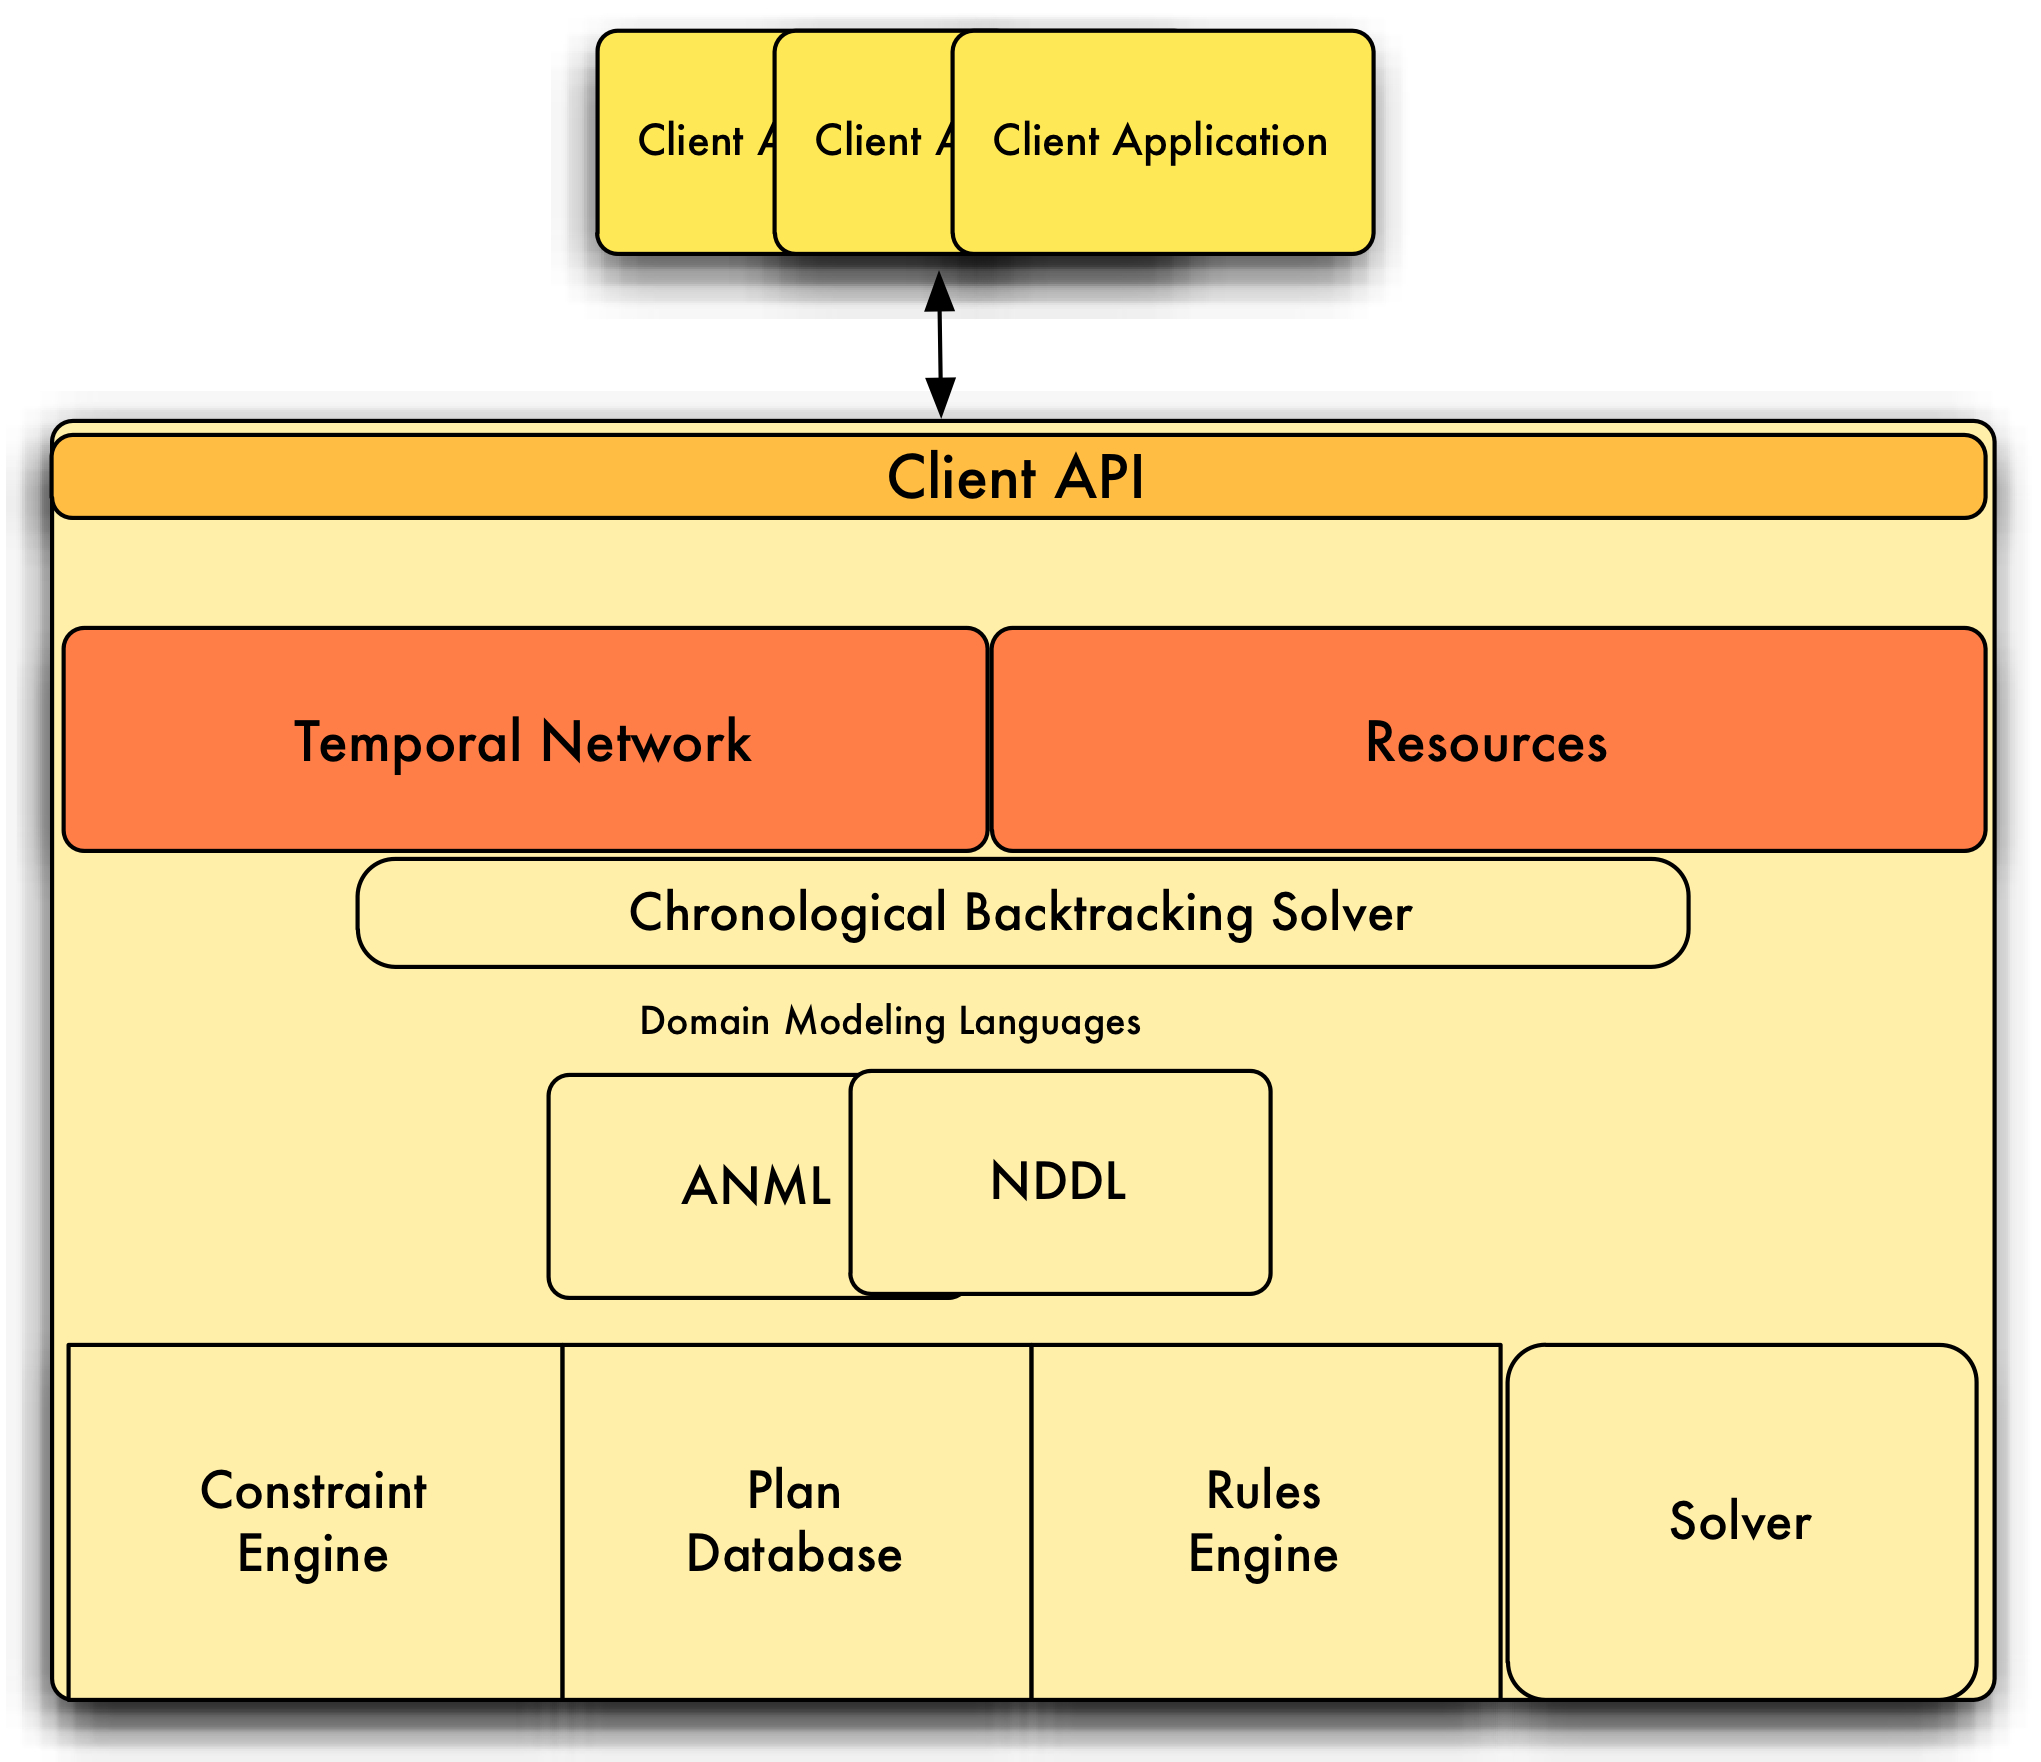 Client A
Client A
Client Application
Client API
Temporal Network
Resources
Chronological Backtracking Solver
Domain Modeling Languages
ANML
NDDL
Constraint
Engine
Plan
Database
Rules
Engine
Solver